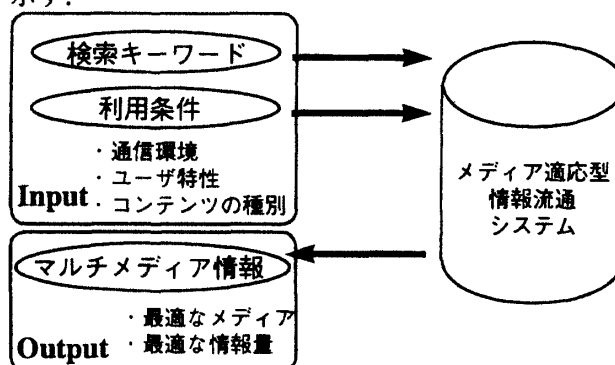 示す.
検索キーワード
利用条件
・通信環境
・ユーザ特性
・コンテンツの種別
Input
メディア適応型
情報流通
システム
マルチメディア情報
・最適なメディア
・最適な情報量
Output